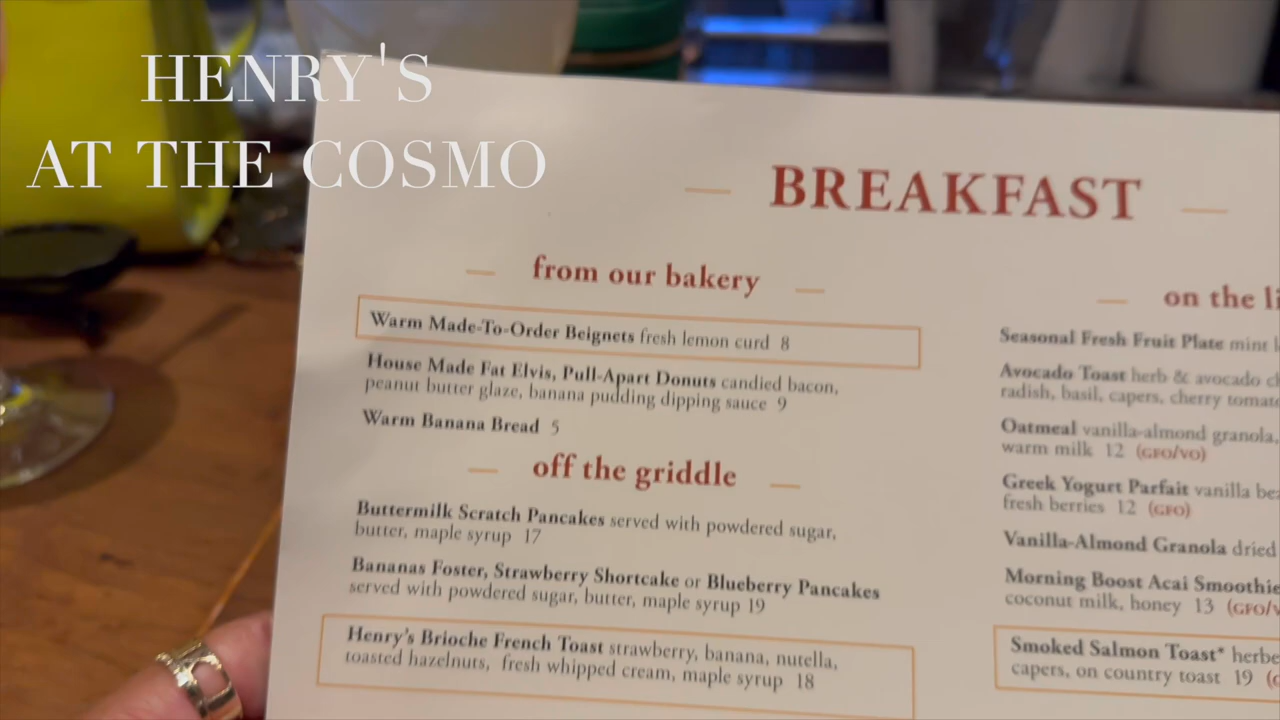 HENRY'S
AT THE COSMO
BREAKFAST
from our bakery
Warm Made-To-Order Beignets fresh lemon curd 8
House Made Fat Elvis, Pull-Apart Donuts candied bacon,
peanut butter glaze, banana pudding dipping sauce 9
Warm Banana Bread 5
off the griddle
Buttermilk Scratch Pancakes served with powdered sugar,
butter, maple syrup 17
Bananas Foster, Strawberry Shortcake or Blueberry Pancakes
served with powdered sugar, butter, maple syrup 19
Henry's Brioche French Toast strawberry, banana, nutella,
toasted hazelnuts, fresh whipped cream, maple syrup 18
on the
Seasonal Fresh Fruit Plate mint
Avocado Toast herb & avocado
radish, basil, capers, cherry
Oatmeal vanilla-almond granola,
warm milk 12 (GFO/VO)
Greek Yogurt Parfait vanilla
fresh berries 12 (GFO)
Vanilla-Almond Granola dried
Morning Boost Acai Smoothie
coconut milk, honey 13
Smoked Salmon Toast*
capers, on country toast 19